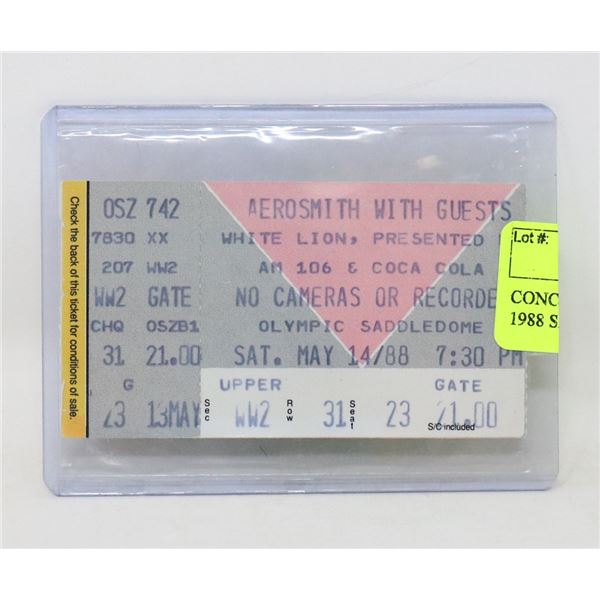 Check the back of this ticket for conditions of sale.
OSZ 742
7830 XX
207 WW2
WW2 GATE
CHQ OSZB1
31 21.00
G
23 13MAY
AEROSMITH WITH GUESTS
WHITE LION, PRESENTED
AM 106 & COCA COLA
NO CAMERAS OR RECORDE
OLYMPIC SADDLEDOME
SAT. MAY 14/88 7:30 PM
UPPER GATE
Sec WW2 Row 31 Seat 23 21.00
S/C included
Lot #:
CONC
1988 S